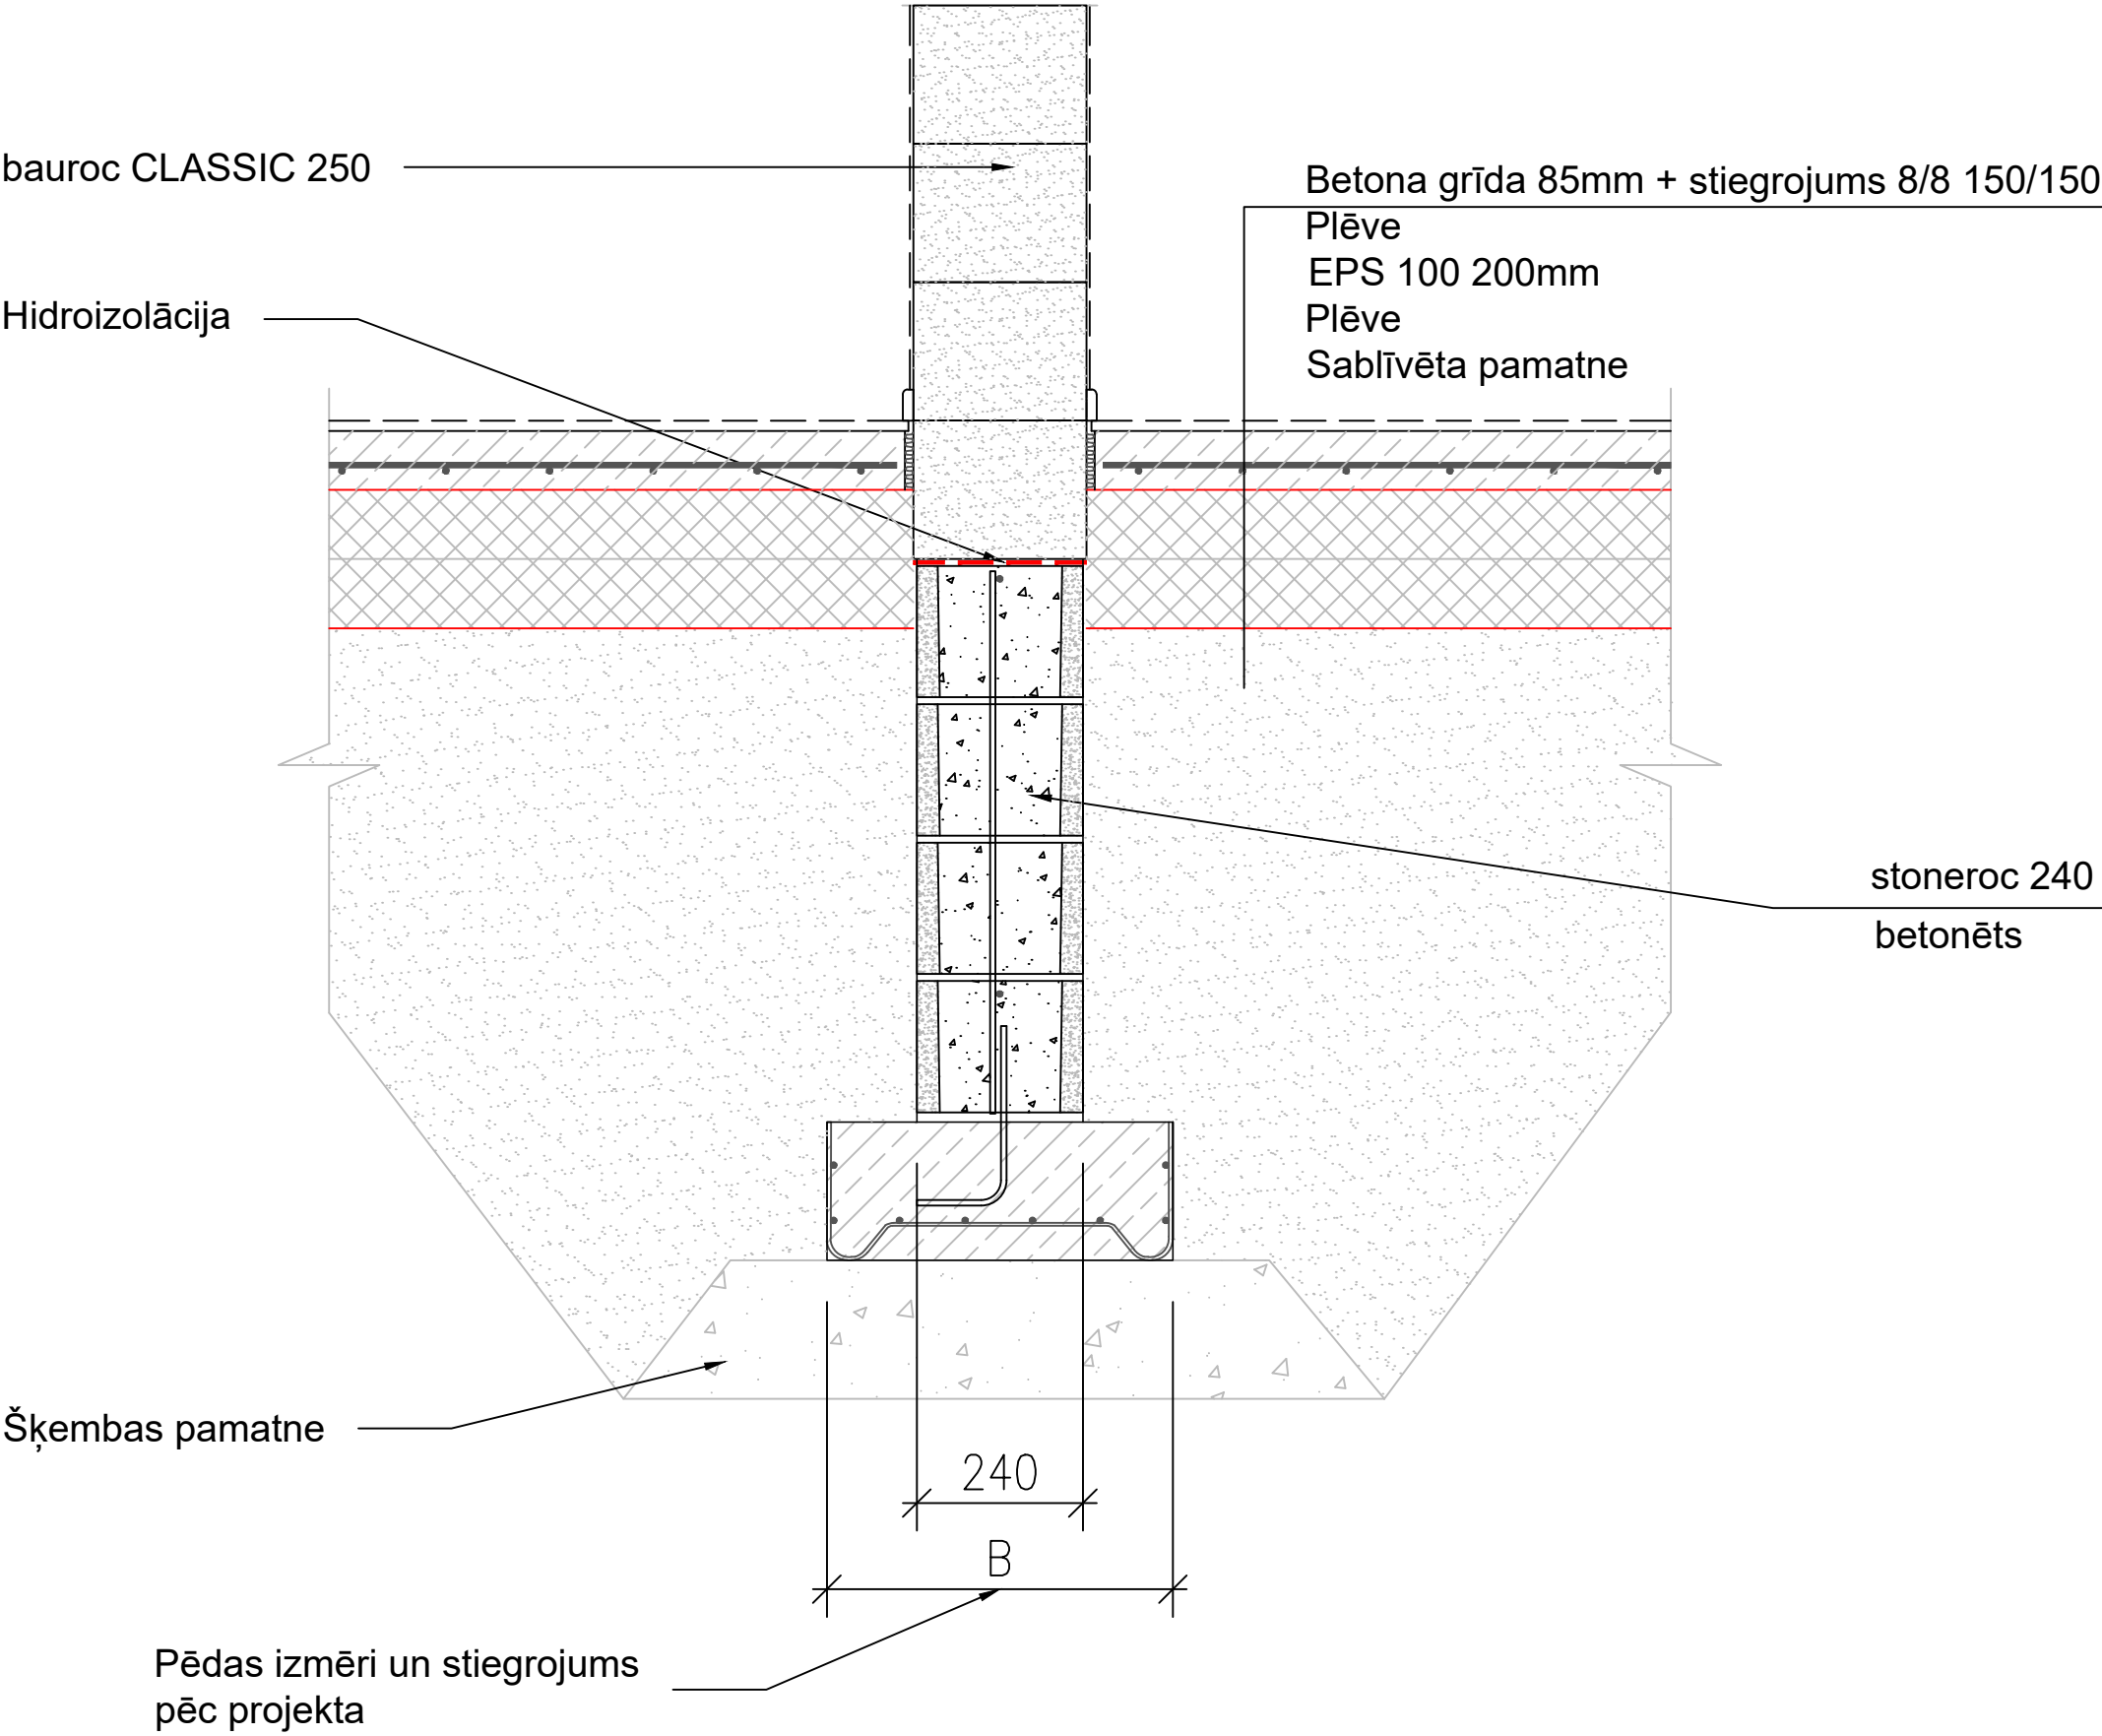 bauroc CLASSIC 250
Betona grīda 85mm + stiegrojums 8/8 150/150
Plēve
EPS 100 200mm
Plēve
Sablīvēta pamatne
Hidroizolācija
stoneroc 240
betonēts
Šķembas pamatne
240
B
Pēdas izmēri un stiegrojums
pēc projekta